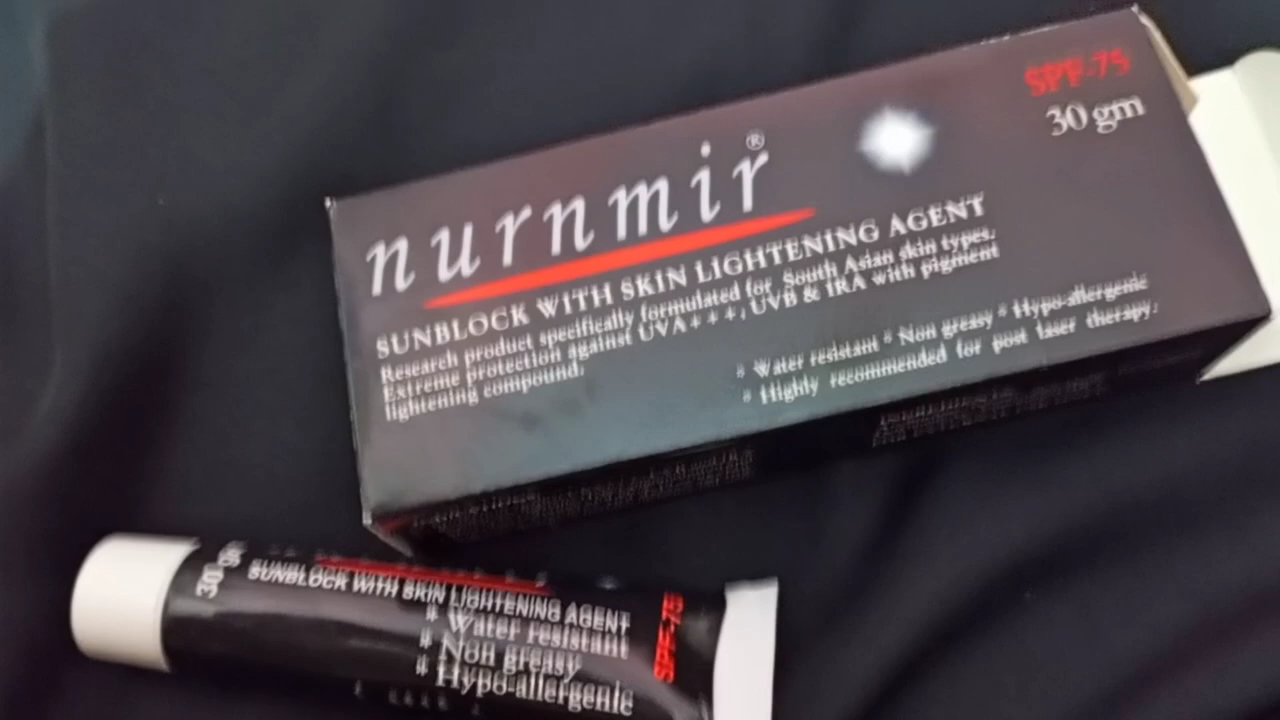 SPF-75
30 gm
nurnmir®
SUNBLOCK WITH SKIN LIGHTENING AGENT
Research product specifically formulated for South Asian skin types.
Extreme protection against UVA+++, UVB & IRA with pigment
lightening compound.
* Water resistant * Non greasy * Hypo-allergenic
* Highly recommended for post laser therapy.
30 gm
SUNBLOCK WITH SKIN LIGHTENING AGENT
* Water resistant
* Non greasy
* Hypo-allergenic
SPF-75